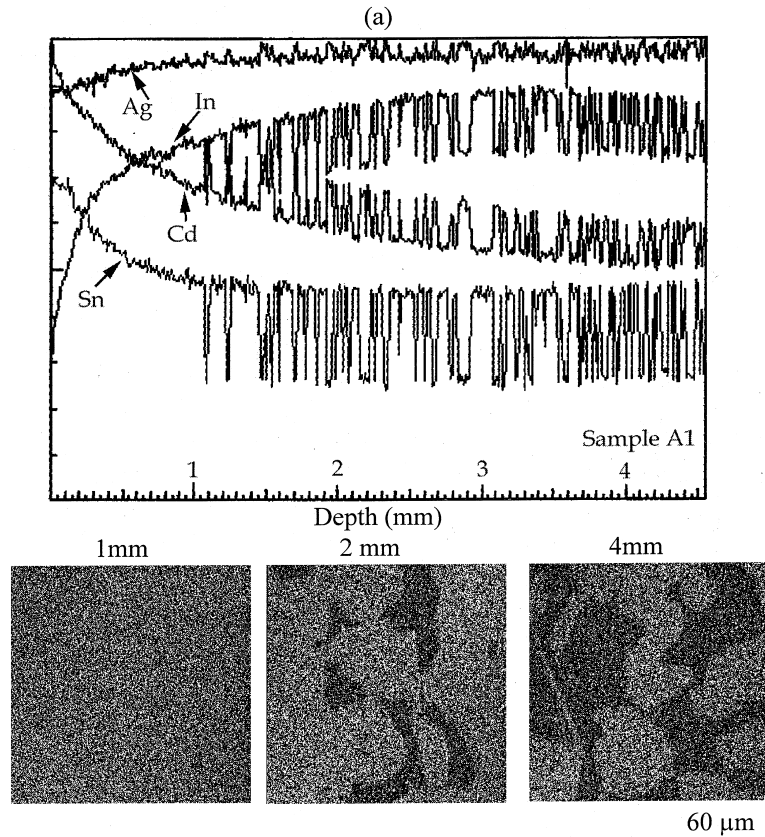 (a)
Ag
In
Cd
Sn
Sample A1
1 2 3 4
Depth (mm)
1mm 2 mm 4mm
60 μm